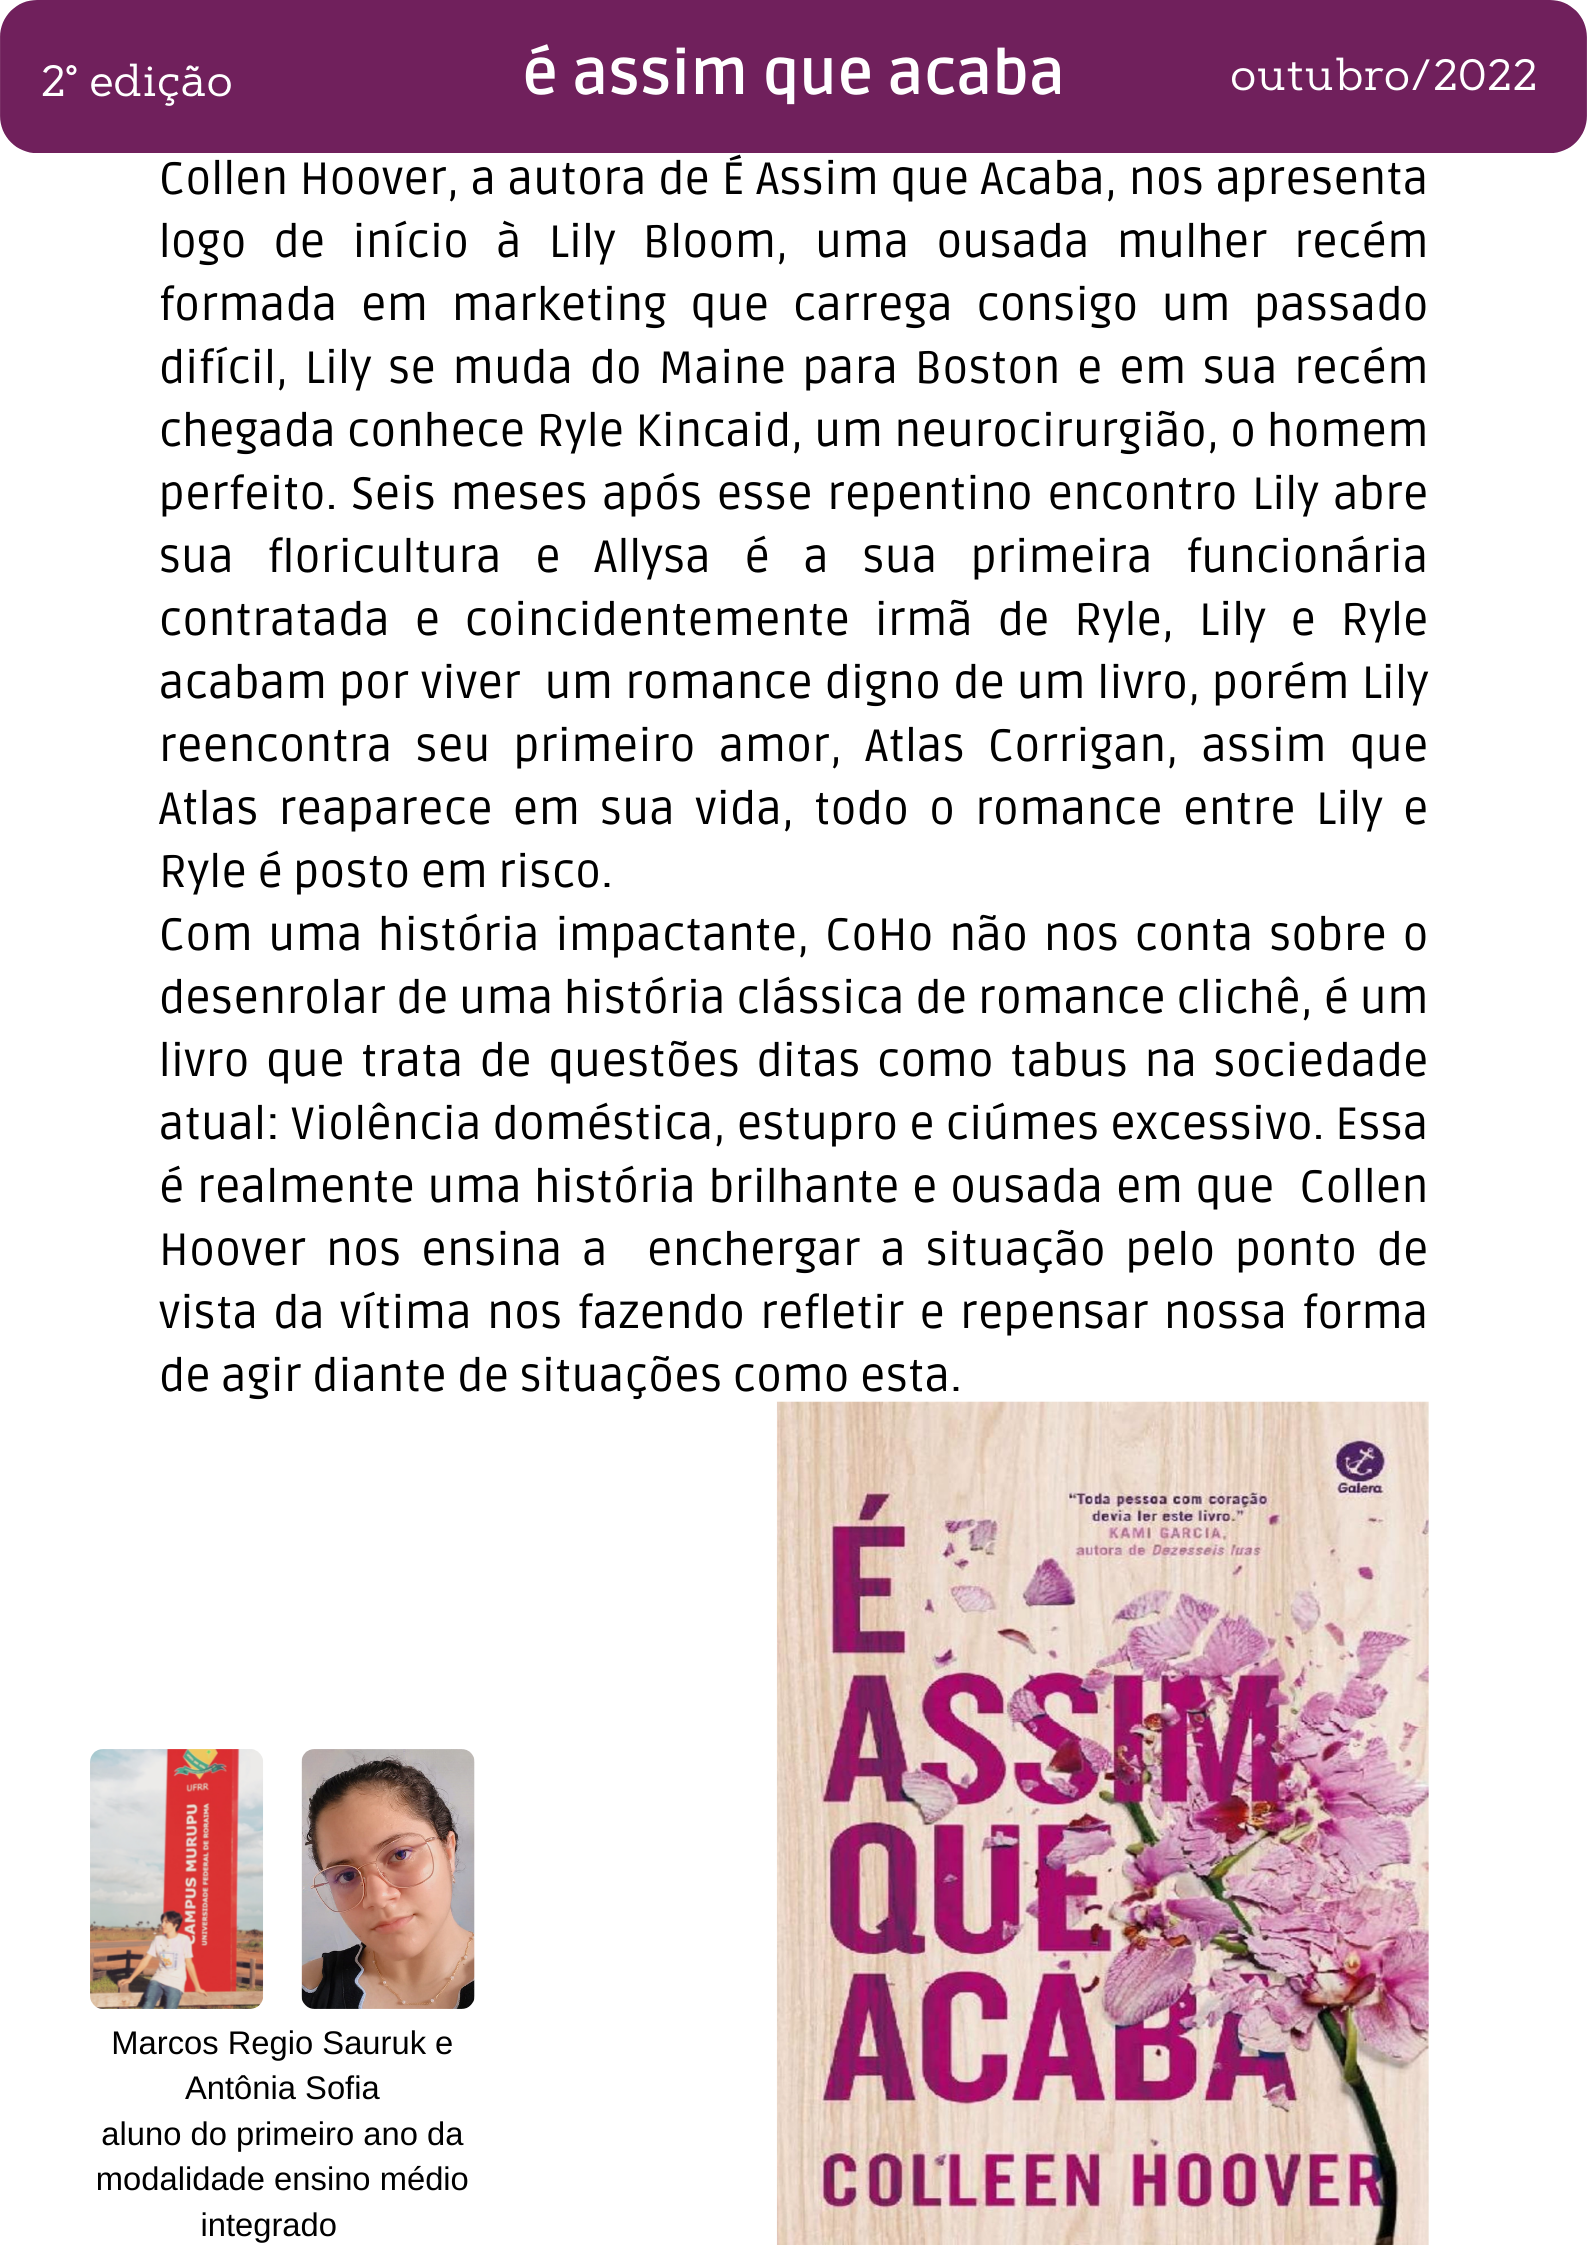 2° edição
é assim que acaba
outubro/2022
Collen Hoover, a autora de É Assim que Acaba, nos apresenta
logo de início à Lily Bloom, uma ousada mulher recém
formada em marketing que carrega consigo um passado
difícil, Lily se muda do Maine para Boston e em sua recém
chegada conhece Ryle Kincaid, um neurocirurgião, o homem
perfeito. Seis meses após esse repentino encontro Lily abre
sua floricultura e Allysa é a sua primeira funcionária
contratada e coincidentemente irmã de Ryle, Lily e Ryle
acabam por viver um romance digno de um livro, porém Lily
reencontra seu primeiro amor, Atlas Corrigan, assim que
Atlas reaparece em sua vida, todo o romance entre Lily e
Ryle é posto em risco.
Com uma história impactante, CoHo não nos conta sobre o
desenrolar de uma história clássica de romance clichê, é um
livro que trata de questões ditas como tabus na sociedade
atual: Violência doméstica, estupro e ciúmes excessivo. Essa
é realmente uma história brilhante e ousada em que Collen
Hoover nos ensina a enchergar a situação pelo ponto de
vista da vítima nos fazendo refletir e repensar nossa forma
de agir diante de situações como esta.
Galera
“Toda pessoa com coração
devia ler este livro.”
KAMI GARCIA,
autora de Dezesseis luas
É
ASSIM
QUE
ACABA
COLLEEN HOOVER
UFRR
CAMPUS MURUPU
UNIVERSIDADE FEDERAL DE RORAIMA
Marcos Regio Sauruk e
Antônia Sofia
aluno do primeiro ano da
modalidade ensino médio
integrado